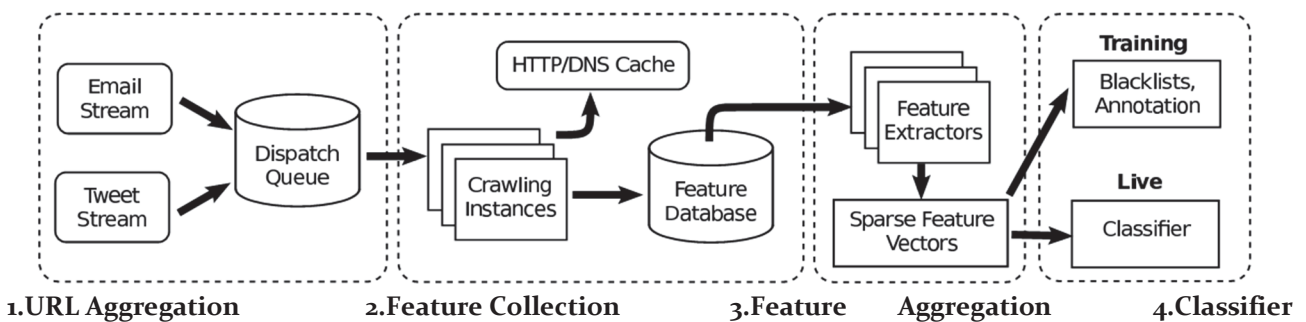 Email
Stream
Tweet
Stream
Dispatch
Queue
HTTP/DNS Cache
Crawling
Instances
Feature
Database
Feature
Extractors
Sparse Feature
Vectors
Training
Blacklists,
Annotation
Live
Classifier
1.URL Aggregation 2.Feature Collection 3.Feature Aggregation 4.Classifier